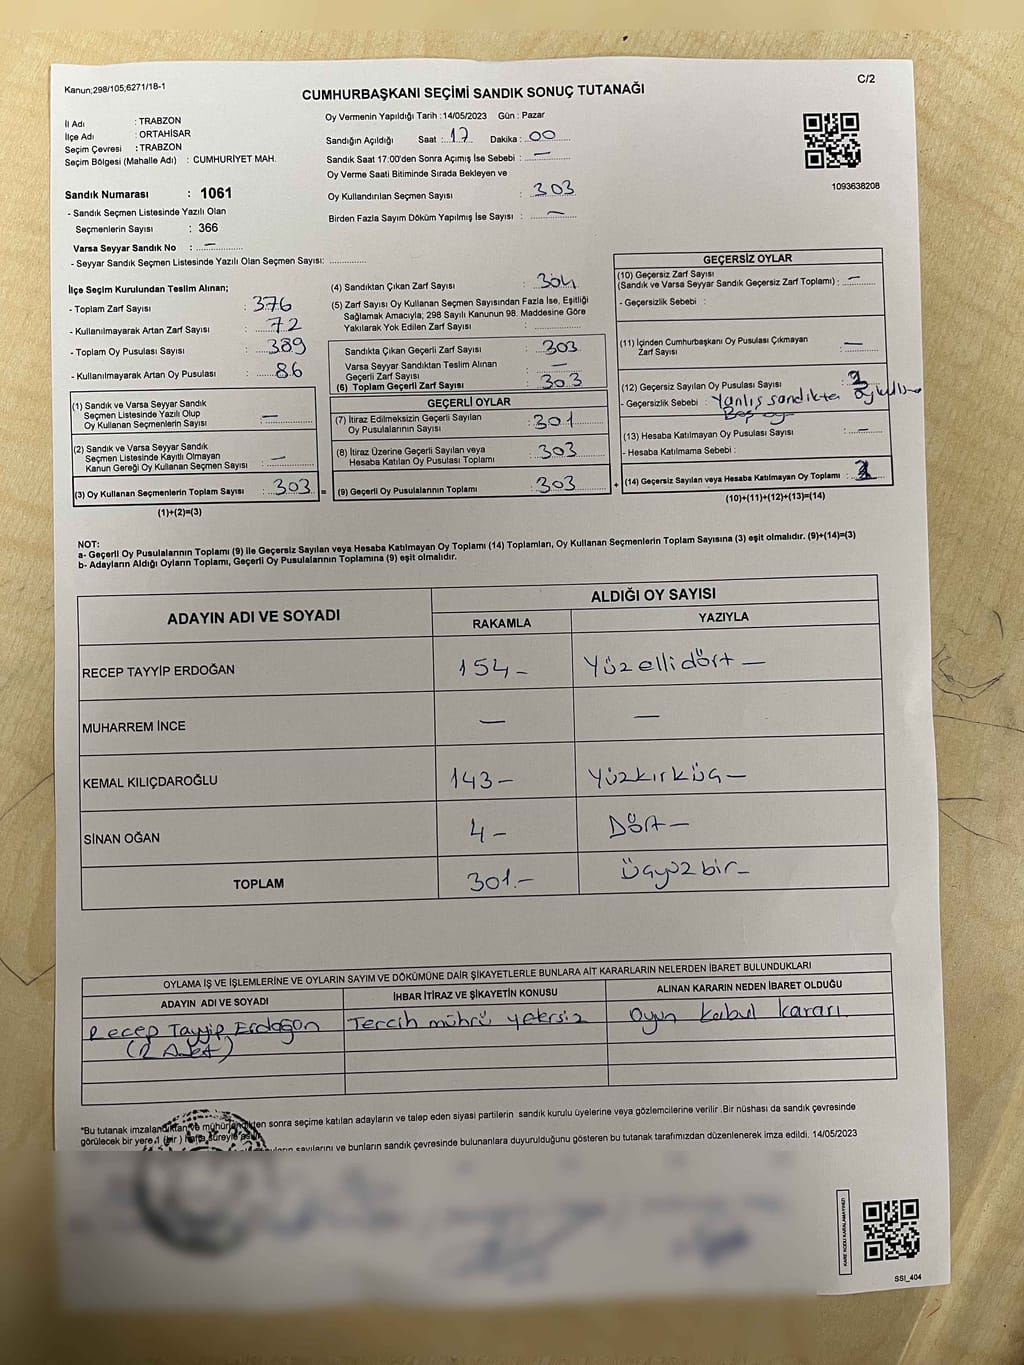 Kanun;298/105;6271/18-1
C/2
CUMHURBAŞKANI SEÇİMİ SANDIK SONUÇ TUTANAĞI
İl Adı : TRABZON
İlçe Adı : ORTAHİSAR
Seçim Çevresi : TRABZON
Seçim Bölgesi (Mahalle Adı) : CUMHURİYET MAH.
Sandık Numarası : 1061
- Sandık Seçmen Listesinde Yazılı Olan
Seçmenlerin Sayısı : 366
Varsa Seyyar Sandık No : —
- Seyyar Sandık Seçmen Listesinde Yazılı Olan Seçmen Sayısı: ..............
Oy Vermenin Yapıldığı Tarih :14/05/2023 Gün : Pazar
Sandığın Açıldığı Saat : 17 Dakika : 00
Sandık Saat 17:00'den Sonra Açımış İse Sebebi : —
Oy Verme Saati Bitiminde Sırada Bekleyen ve
Oy Kullandırılan Seçmen Sayısı : 303
Birden Fazla Sayım Döküm Yapılmış İse Sayısı : —
1093638208
İlçe Seçim Kurulundan Teslim Alınan;
- Toplam Zarf Sayısı : 376
- Kullanılmayarak Artan Zarf Sayısı : 72
- Toplam Oy Pusulası Sayısı : 389
- Kullanılmayarak Artan Oy Pusulası : 86
(1) Sandık ve Varsa Seyyar Sandık
Seçmen Listesinde Yazılı Olup
Oy Kullanan Seçmenlerin Sayısı : —
(2) Sandık ve Varsa Seyyar Sandık
Seçmen Listesinde Kayıtlı Olmayan
Kanun Gereği Oy Kullanan Seçmen Sayısı : —
(3) Oy Kullanan Seçmenlerin Toplam Sayısı : 303 =
(1)+(2)=(3)
(4) Sandıktan Çıkan Zarf Sayısı : 304
(5) Zarf Sayısı Oy Kullanan Seçmen Sayısından Fazla İse, Eşitliği
Sağlamak Amacıyla, 298 Sayılı Kanunun 98. Maddesine Göre
Yakılarak Yok Edilen Zarf Sayısı : ..............
Sandıkta Çıkan Geçerli Zarf Sayısı : 303
Varsa Seyyar Sandıktan Teslim Alınan
Geçerli Zarf Sayısı : —
(6) Toplam Geçerli Zarf Sayısı : 303
GEÇERLİ OYLAR
(7) İtiraz Edilmeksizin Geçerli Sayılan
Oy Pusulalarının Sayısı : 301
(8) İtiraz Üzerine Geçerli Sayılan veya
Hesaba Katılan Oy Pusulası Toplamı : 303
(9) Geçerli Oy Pusulalarının Toplamı : 303 +
GEÇERSİZ OYLAR
(10) Geçersiz Zarf Sayısı
(Sandık ve Varsa Seyyar Sandık Geçersiz Zarf Toplamı) : —
- Geçersizlik Sebebi :
(11) İçinden Cumhurbaşkanı Oy Pusulası Çıkmayan
Zarf Sayısı : —
(12) Geçersiz Sayılan Oy Pusulası Sayısı :
- Geçersizlik Sebebi : Yanlış sandıkta
Boş oy
(13) Hesaba Katılmayan Oy Pusulası Sayısı : —
- Hesaba Katılmama Sebebi :
(14) Geçersiz Sayılan veya Hesaba Katılmayan Oy Toplamı :
(10)+(11)+(12)+(13)=(14)
NOT:
a- Geçerli Oy Pusulalarının Toplamı (9) ile Geçersiz Sayılan veya Hesaba Katılmayan Oy Toplamı (14) Toplamları, Oy Kullanan Seçmenlerin Toplam Sayısına (3) eşit olmalıdır. (9)+(14)=(3)
b- Adayların Aldığı Oyların Toplamı, Geçerli Oy Pusulalarının Toplamına (9) eşit olmalıdır.
ADAYIN ADI VE SOYADI
ALDIĞI OY SAYISI
RAKAMLA YAZIYLA
RECEP TAYYİP ERDOĞAN 154- Yüzellidört —
MUHARREM İNCE — —
KEMAL KILIÇDAROĞLU 143- Yüzkırküç —
SİNAN OĞAN 4- Dört —
TOPLAM 301.- Üçyüzbir —
OYLAMA İŞ VE İŞLEMLERİNE VE OYLARIN SAYIM VE DÖKÜMÜNE DAİR ŞİKAYETLERLE BUNLARA AİT KARARLARIN NELERDEN İBARET BULUNDUKLARI
ADAYIN ADI VE SOYADI İHBAR İTİRAZ VE ŞİKAYETİN KONUSU ALINAN KARARIN NEDEN İBARET OLDUĞU
Recep Tayyip Erdoğan Tercih mührü yetersiz Oyun kabul kararı.
(2 Adet)
"Bu tutanak imzalandıktan ve mühürlendikten sonra seçime katılan adayların ve talep eden siyasi partilerin sandık kurulu üyelerine veya gözlemcilerine verilir .Bir nüshası da sandık çevresinde
görülecek bir yere 1 (bir ) hafta süreyle asılır.
sayılarını ve bunların sandık çevresinde bulunanlara duyurulduğunu gösteren bu tutanak tarafımızdan düzenlenerek imza edildi. 14/05/2023
KARE KODU KARALAMAYINIZ!
SSI_404